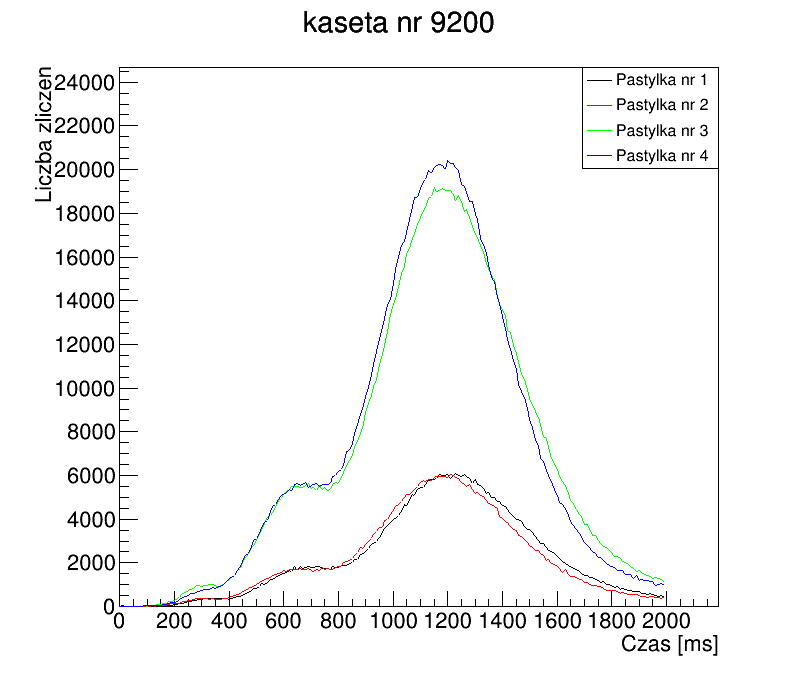 kaseta nr 9200
Liczba zliczen
24000
22000
20000
18000
16000
14000
12000
10000
8000
6000
4000
2000
0
Pastylka nr 1
Pastylka nr 2
Pastylka nr 3
Pastylka nr 4
0 200 400 600 800 1000 1200 1400 1600 1800 2000
Czas [ms]